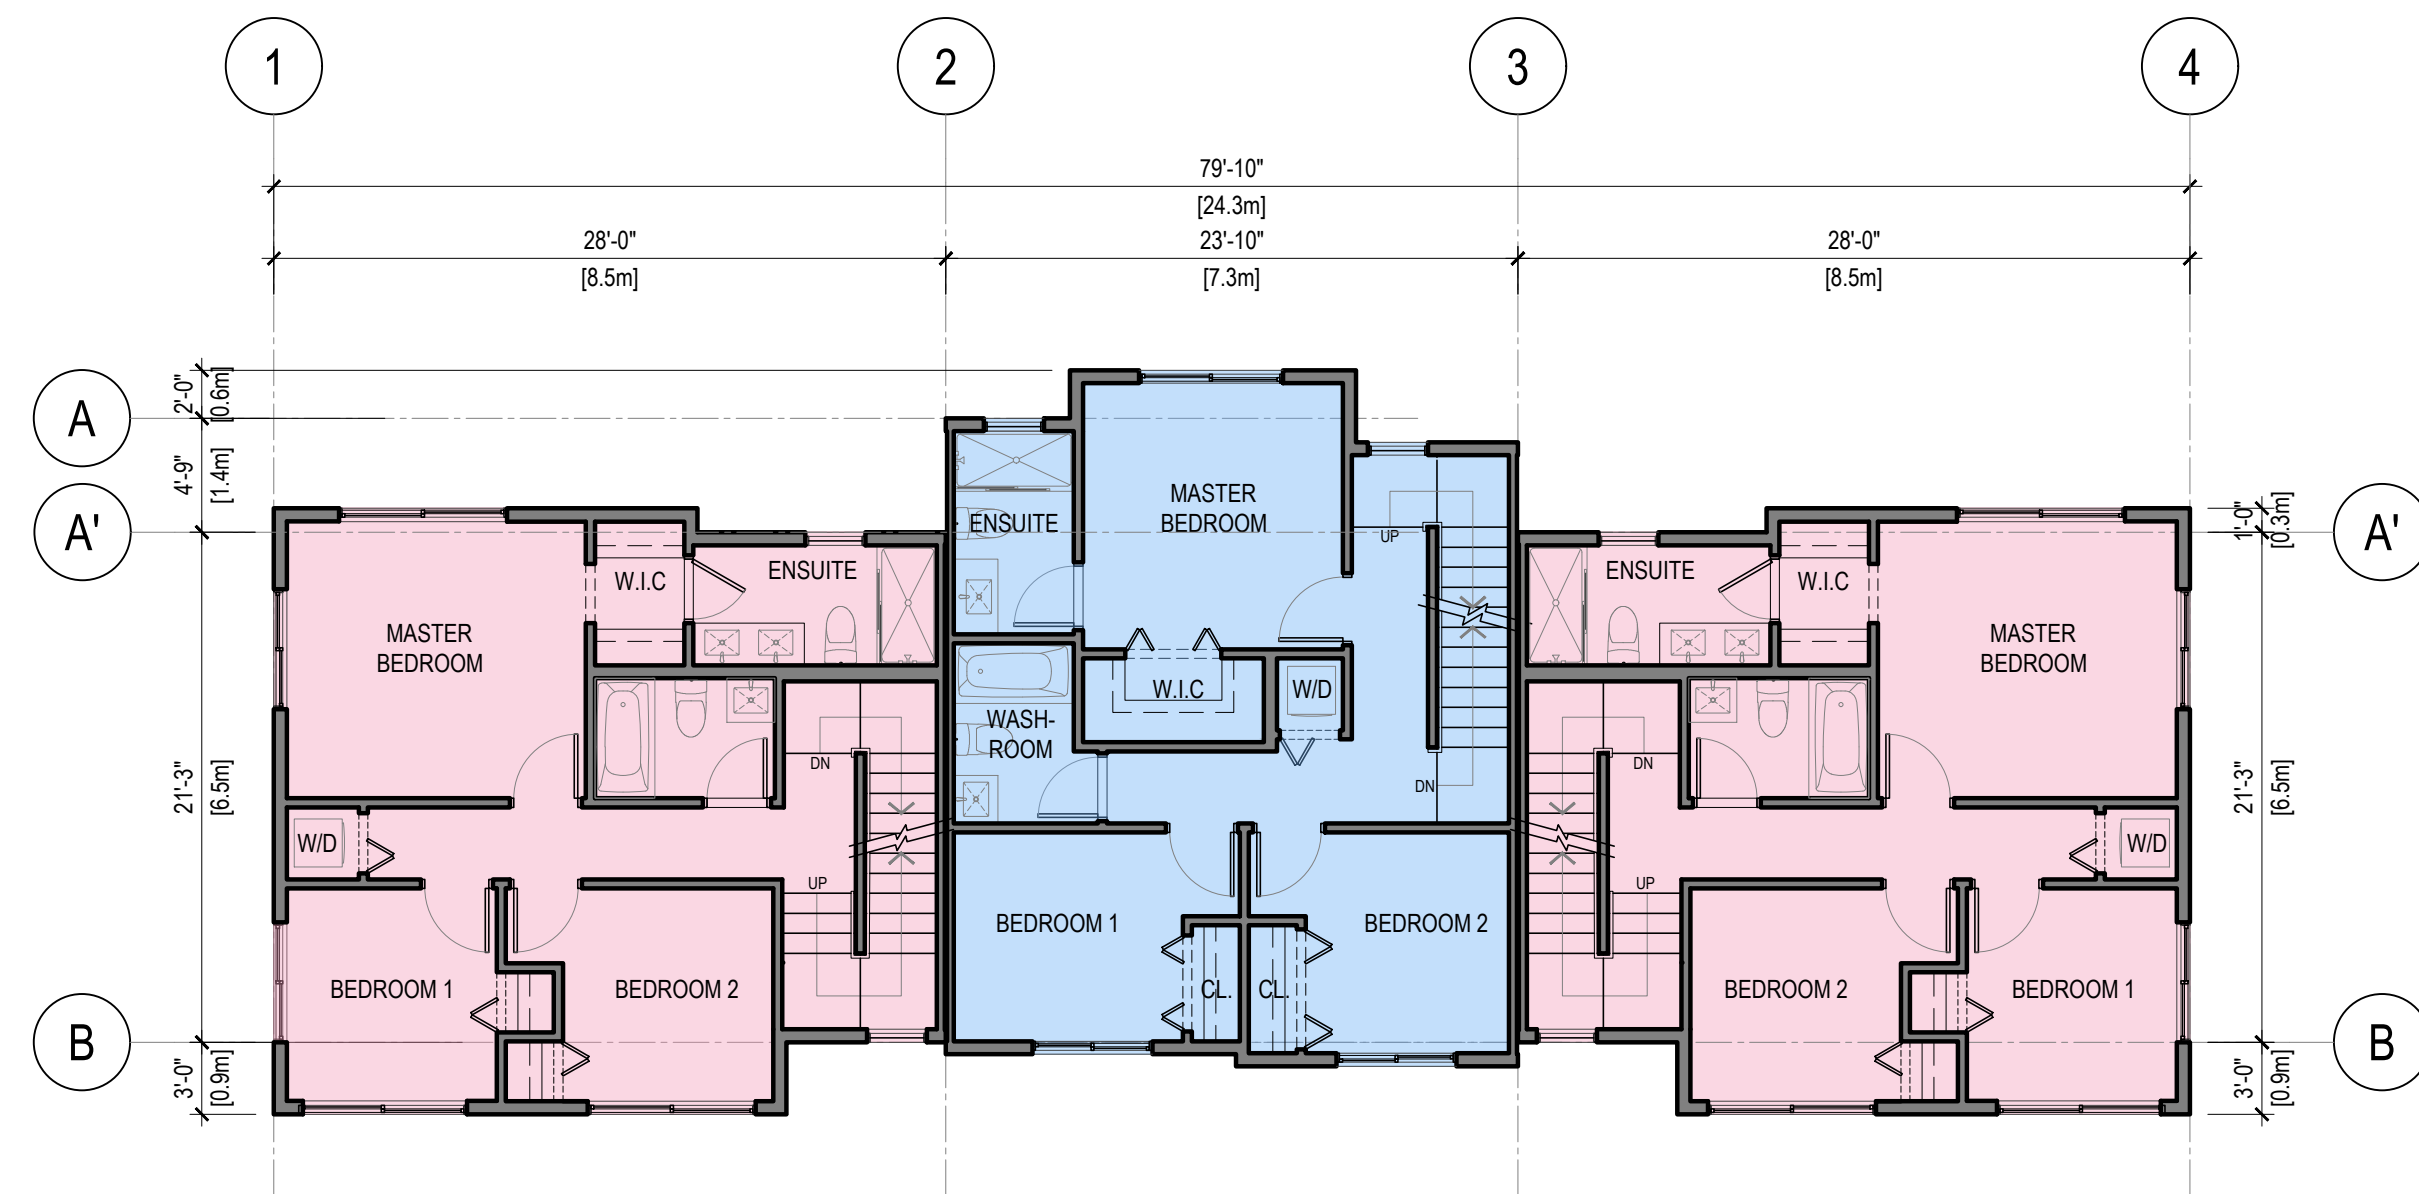 1
2
3
4
79'-10"
[24.3m]
28'-0"
23'-10"
28'-0"
[8.5m]
[7.3m]
[8.5m]
2'-0"
[0.6m]
A
4'-9"
[1.4m]
A'
21'-3"
[6.5m]
B
3'-0"
[0.9m]
MASTER
BEDROOM
W.I.C
ENSUITE
W/D
DN
UP
BEDROOM 1
BEDROOM 2
ENSUITE
MASTER
BEDROOM
UP
WASH-
ROOM
W.I.C
W/D
DN
BEDROOM 1
BEDROOM 2
CL.
CL.
ENSUITE
W.I.C
MASTER
BEDROOM
DN
UP
W/D
BEDROOM 2
BEDROOM 1
1'-0"
[0.3m]
A'
21'-3"
[6.5m]
B
3'-0"
[0.9m]